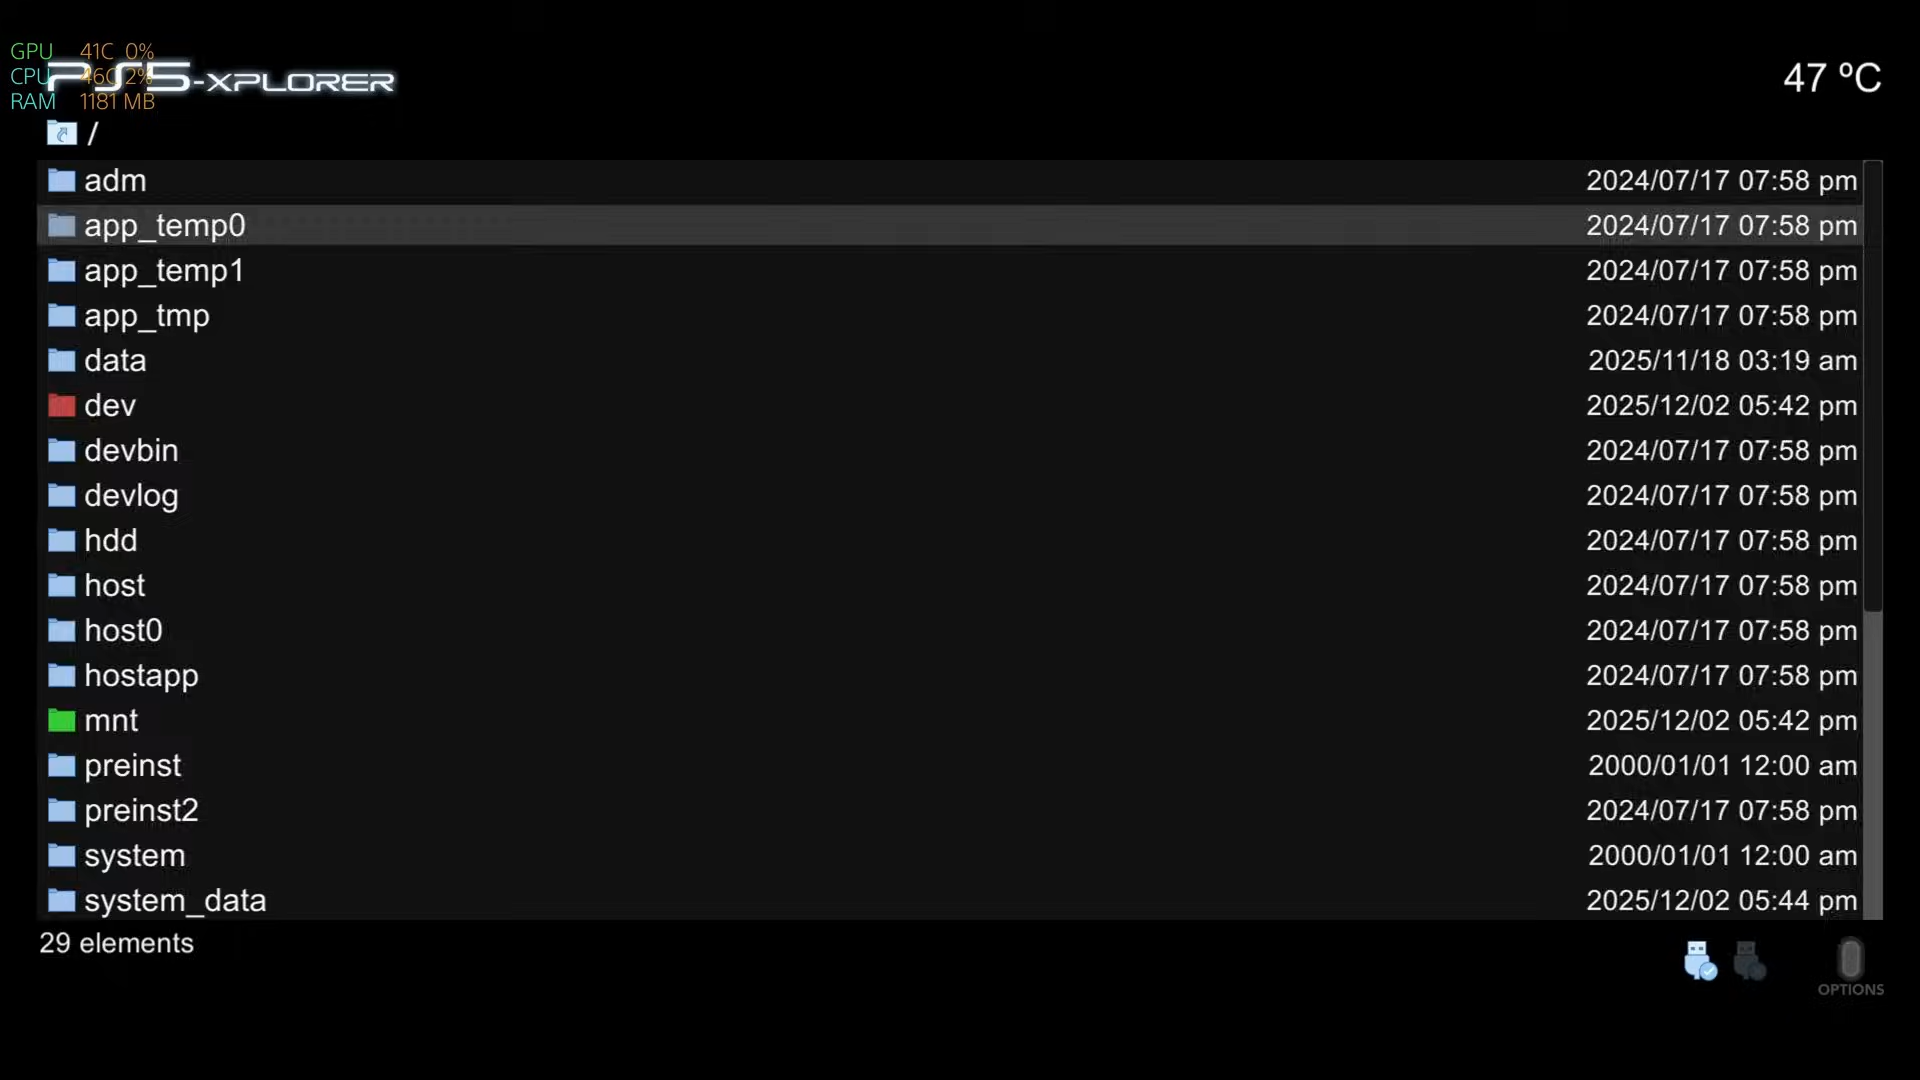 GPU 41C 0%
CPU 46C 2%
RAM 1181 MB
PS5-XPLORER
47 ºC
/
adm 2024/07/17 07:58 pm
app_temp0 2024/07/17 07:58 pm
app_temp1 2024/07/17 07:58 pm
app_tmp 2024/07/17 07:58 pm
data 2025/11/18 03:19 am
dev 2025/12/02 05:42 pm
devbin 2024/07/17 07:58 pm
devlog 2024/07/17 07:58 pm
hdd 2024/07/17 07:58 pm
host 2024/07/17 07:58 pm
host0 2024/07/17 07:58 pm
hostapp 2024/07/17 07:58 pm
mnt 2025/12/02 05:42 pm
preinst 2000/01/01 12:00 am
preinst2 2024/07/17 07:58 pm
system 2000/01/01 12:00 am
system_data 2025/12/02 05:44 pm
29 elements
OPTIONS